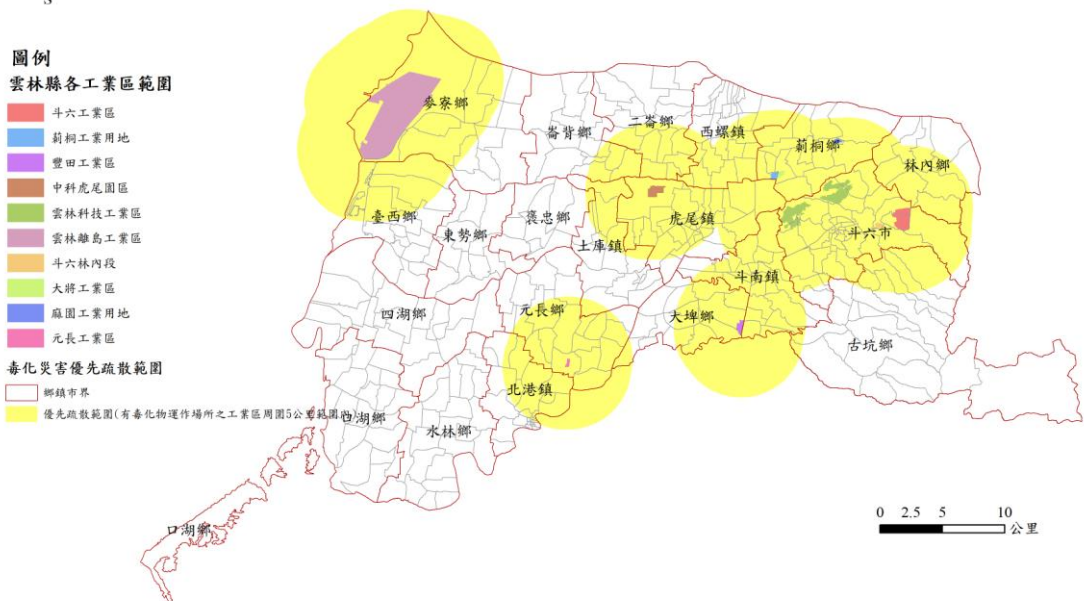 S
圖例
雲林縣各工業區範圍
斗六工業區
莿桐工業用地
豐田工業區
中科虎尾園區
雲林科技工業區
雲林離島工業區
斗六林內段
大將工業區
麻園工業用地
元長工業區
毒化災害優先疏散範圍
鄉鎮市界
優先疏散範圍(有毒化物運作場所之工業區周圍5公里範圍內)
麥寮鄉
崙背鄉
二崙鄉
西螺鎮
莿桐鄉
林內鄉
臺西鄉
東勢鄉
褒忠鄉
土庫鎮
虎尾鎮
斗六市
斗南鎮
四湖鄉
元長鄉
大埤鄉
古坑鄉
北港鎮
口湖鄉
水林鄉
口湖鄉
0 2.5 5 10
公里